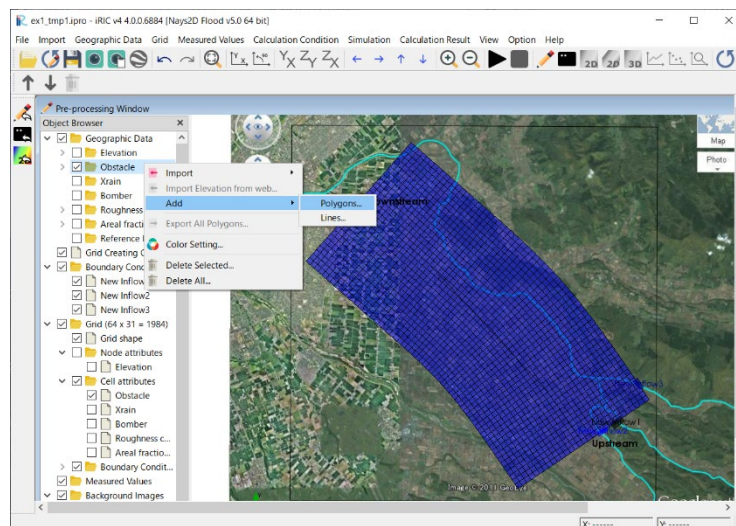 ex1_tmp1.ipro - iRIC v4 4.0.0.6884 [Nays2D Flood v5.0 64 bit]
File Import Geographic Data Grid Measured Values Calculation Condition Simulation Calculation Result View Option Help
2D 2D 3D
Pre-processing Window
Object Browser
Geographic Data
Elevation
Obstacle
Xrain
Bomber
Roughness
Areal fracti
Reference I
Grid Creating C
Boundary Cond
New Inflow
New Inflow2
New Inflow3
Grid (64 x 31 = 1984)
Grid shape
Node attributes
Elevation
Cell attributes
Obstacle
Xrain
Bomber
Roughness c...
Areal fractio...
Boundary Condit...
Measured Values
Background Images
Import
Import Elevation from web...
Add
Export All Polygons...
Color Setting...
Delete Selected...
Delete All...
Polygons...
Lines...
Map
Photo
wnstream
Upstream
Image © 2011 GeoEye
X: ------
Y: ------